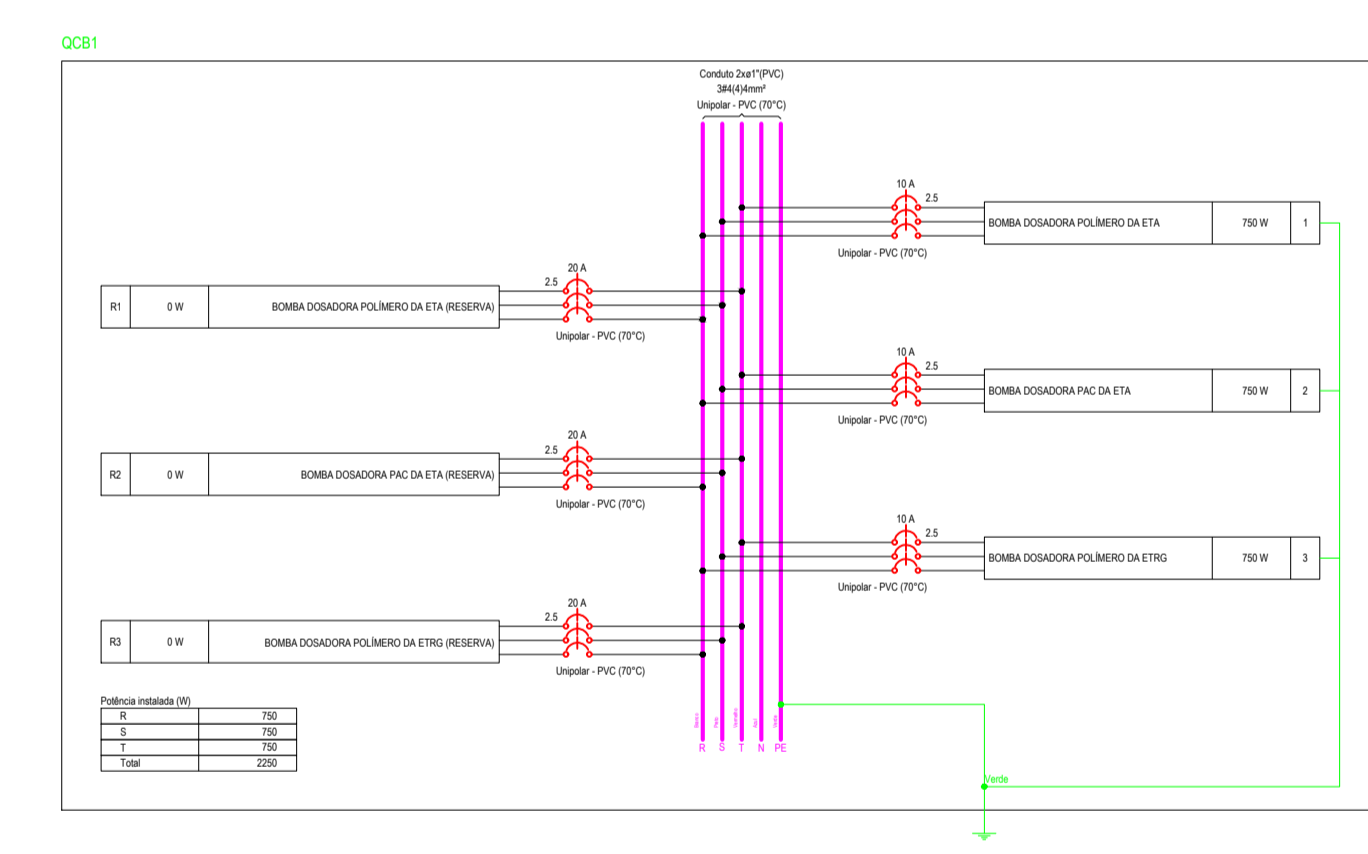 QCB1
Conduto 2xø1"(PVC)
3#4(4)4mm²
Unipolar - PVC (70°C)
10 A
2.5
BOMBA DOSADORA POLÍMERO DA ETA 750 W 1
Unipolar - PVC (70°C)
20 A
2.5
R1 0 W BOMBA DOSADORA POLÍMERO DA ETA (RESERVA)
Unipolar - PVC (70°C)
10 A
2.5
BOMBA DOSADORA PAC DA ETA 750 W 2
Unipolar - PVC (70°C)
20 A
2.5
R2 0 W BOMBA DOSADORA PAC DA ETA (RESERVA)
Unipolar - PVC (70°C)
10 A
2.5
BOMBA DOSADORA POLÍMERO DA ETRG 750 W 3
Unipolar - PVC (70°C)
20 A
2.5
R3 0 W BOMBA DOSADORA POLÍMERO DA ETRG (RESERVA)
Unipolar - PVC (70°C)
Potência instalada (W)
R 750
S 750
T 750
Total 2250
Preto Vermelho Azul Verde
R S T N PE
Verde